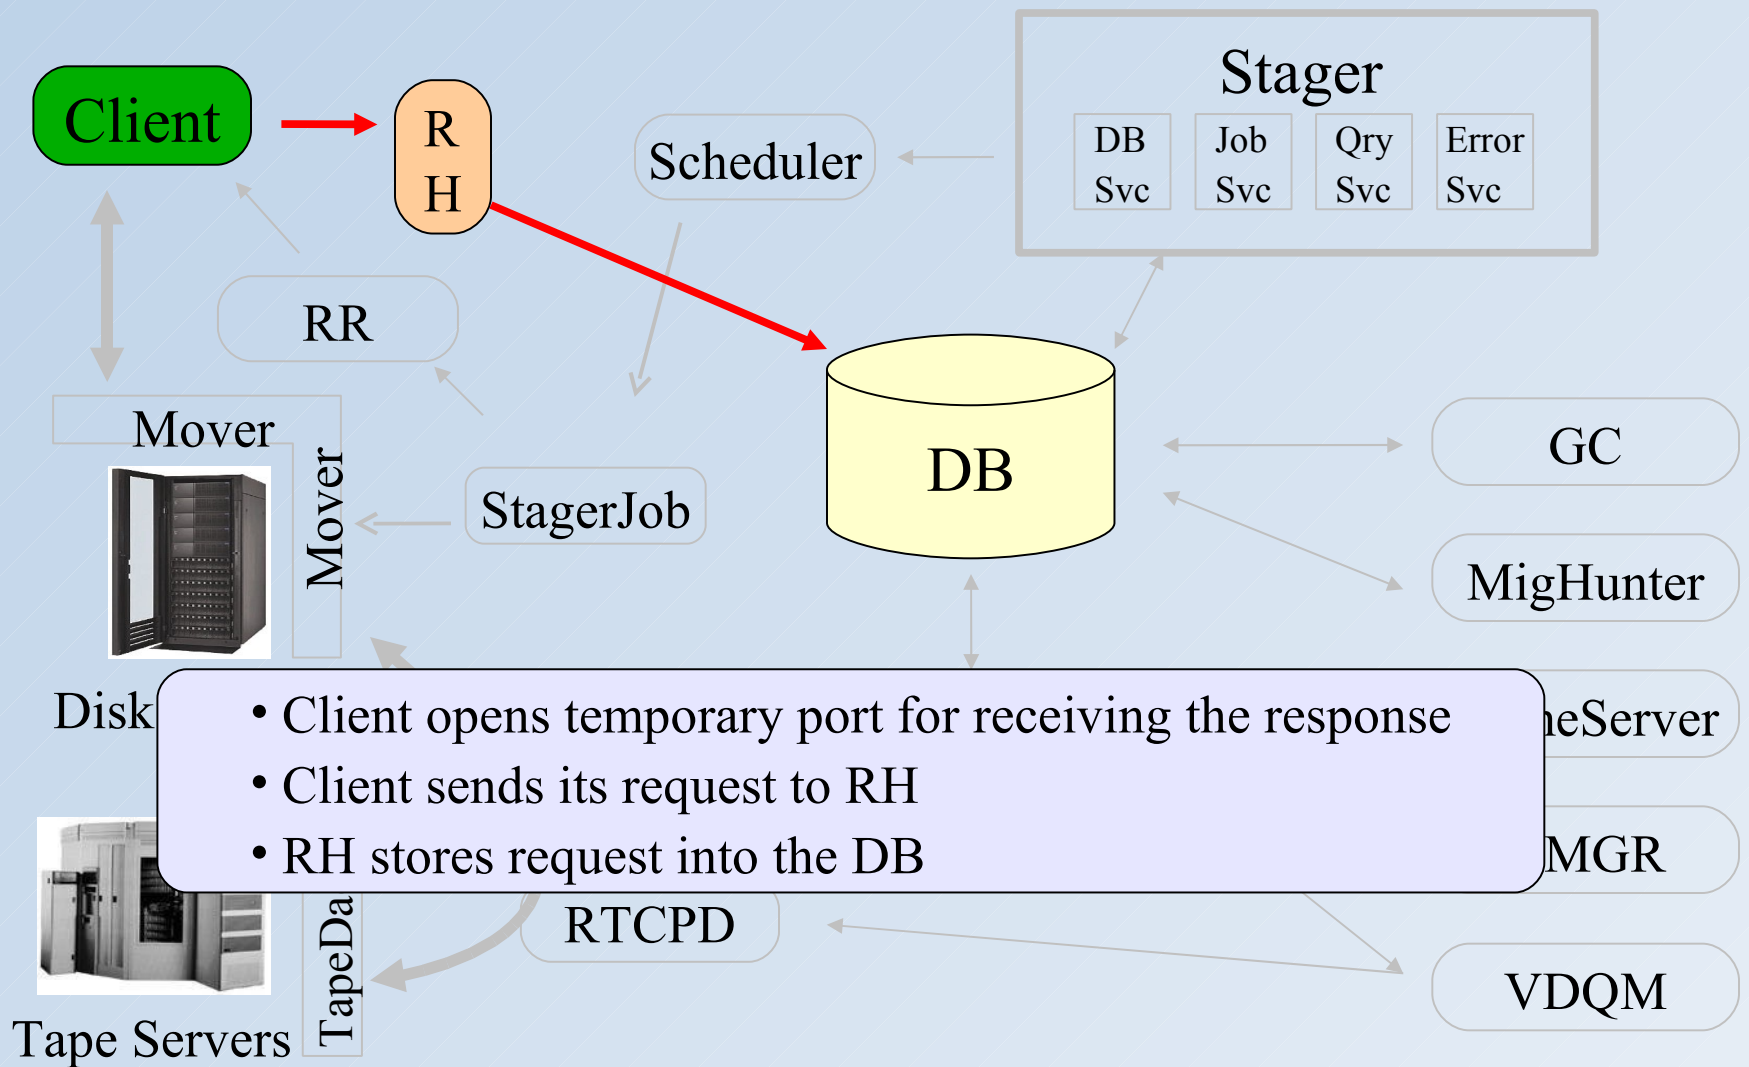 Stager
Client
R
H
Scheduler
DB
Svc
Job
Svc
Qry
Svc
Error
Svc
RR
Mover
Mover
StagerJob
DB
GC
MigHunter
Disk
• Client opens temporary port for receiving the response
• Client sends its request to RH
• RH stores request into the DB
neServer
MGR
RTCPD
TapeDa
VDQM
Tape Servers